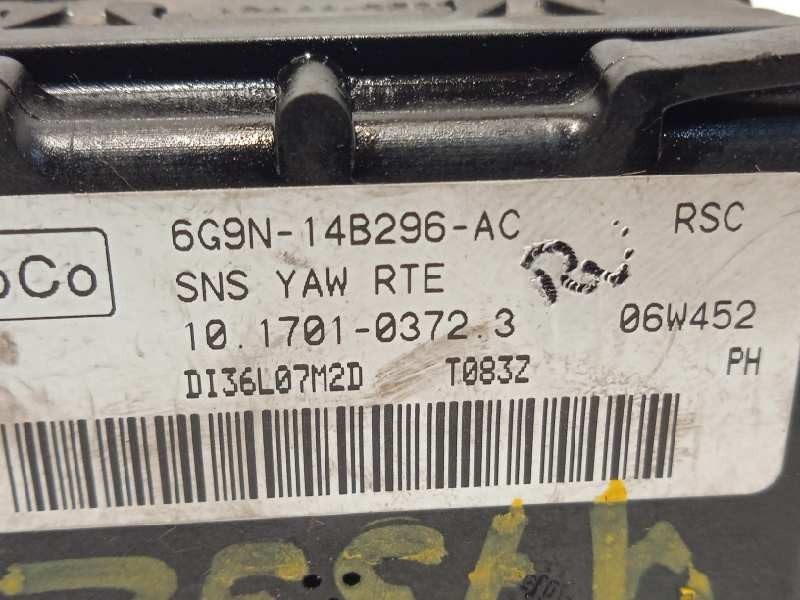 6G9N-14B296-AC RSC
oCo
SNS YAW RTE
10.1701-0372.3 06W452
DI36L07M2D T083Z PH